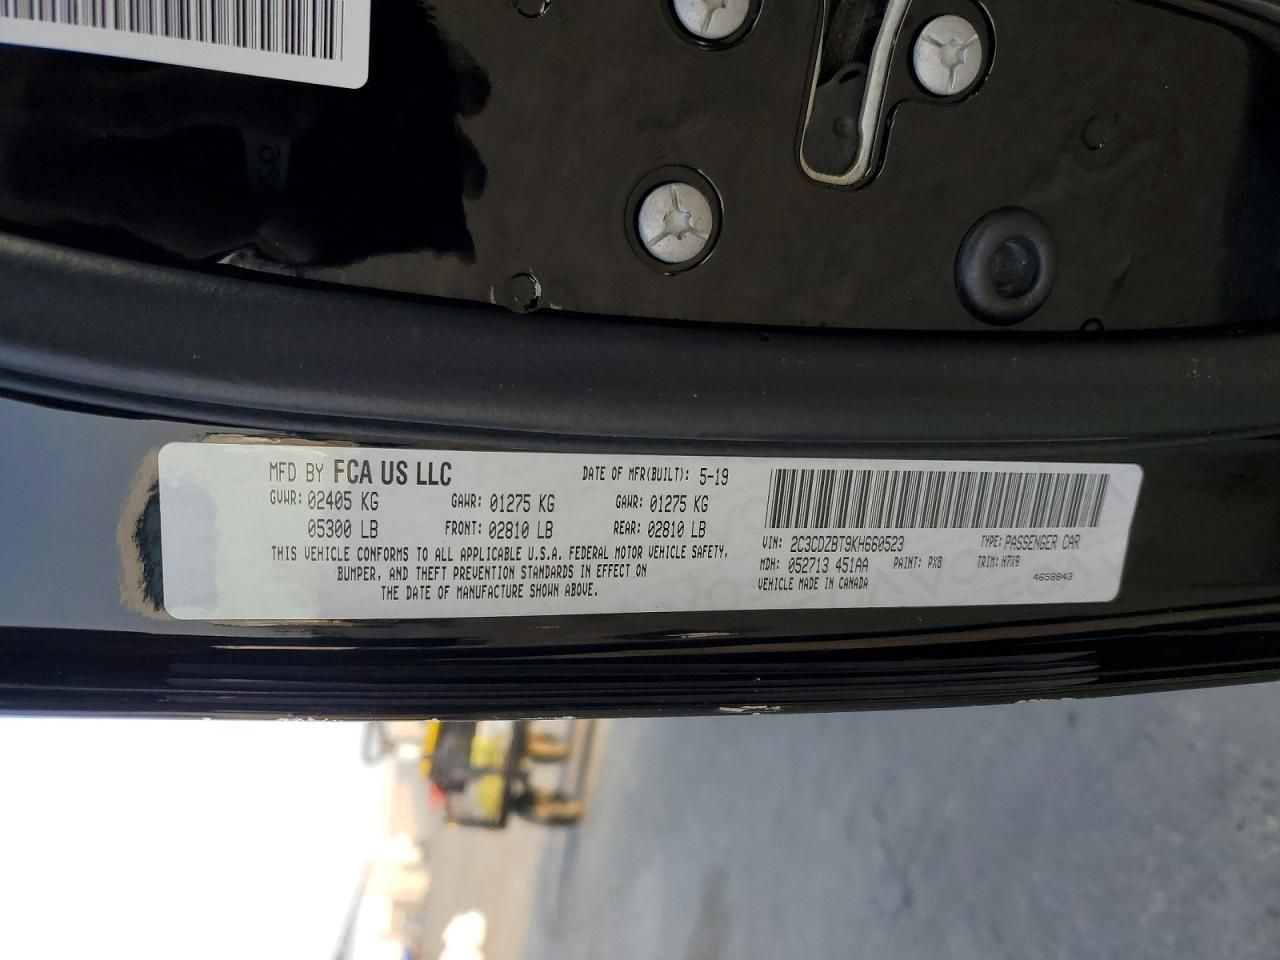 MFD BY FCA US LLC DATE OF MFR(BUILT): 5-19
GVWR: 02405 KG GAWR: 01275 KG GAWR: 01275 KG
05300 LB FRONT: 02810 LB REAR: 02810 LB
THIS VEHICLE CONFORMS TO ALL APPLICABLE U.S.A. FEDERAL MOTOR VEHICLE SAFETY,
BUMPER, AND THEFT PREVENTION STANDARDS IN EFFECT ON
THE DATE OF MANUFACTURE SHOWN ABOVE.
VIN: 2C3CDZBT9KH660523 TYPE: PASSENGER CAR
MDH: 052713 451AA PAINT: PX8 TRIM: H7X9
VEHICLE MADE IN CANADA 4658843